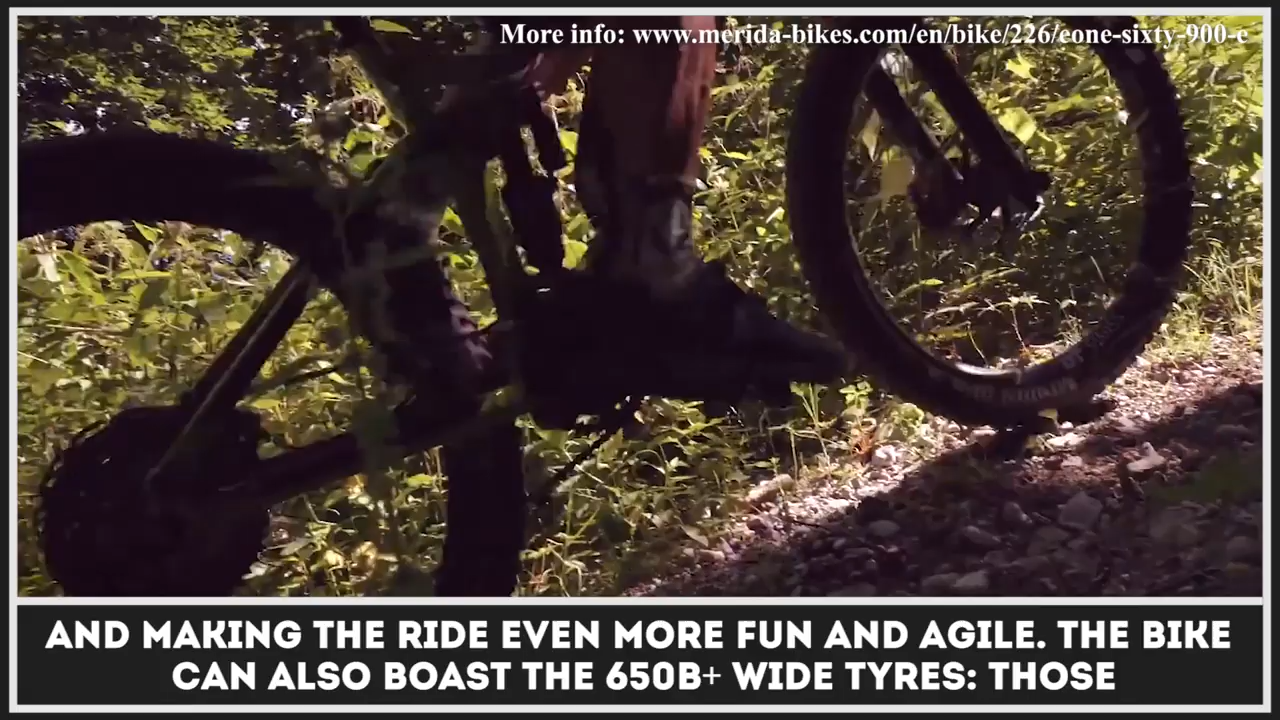 More info: www.merida-bikes.com/en/bike/226/eone-sixty-900-e
AND MAKING THE RIDE EVEN MORE FUN AND AGILE. THE BIKE
CAN ALSO BOAST THE 650B+ WIDE TYRES: THOSE